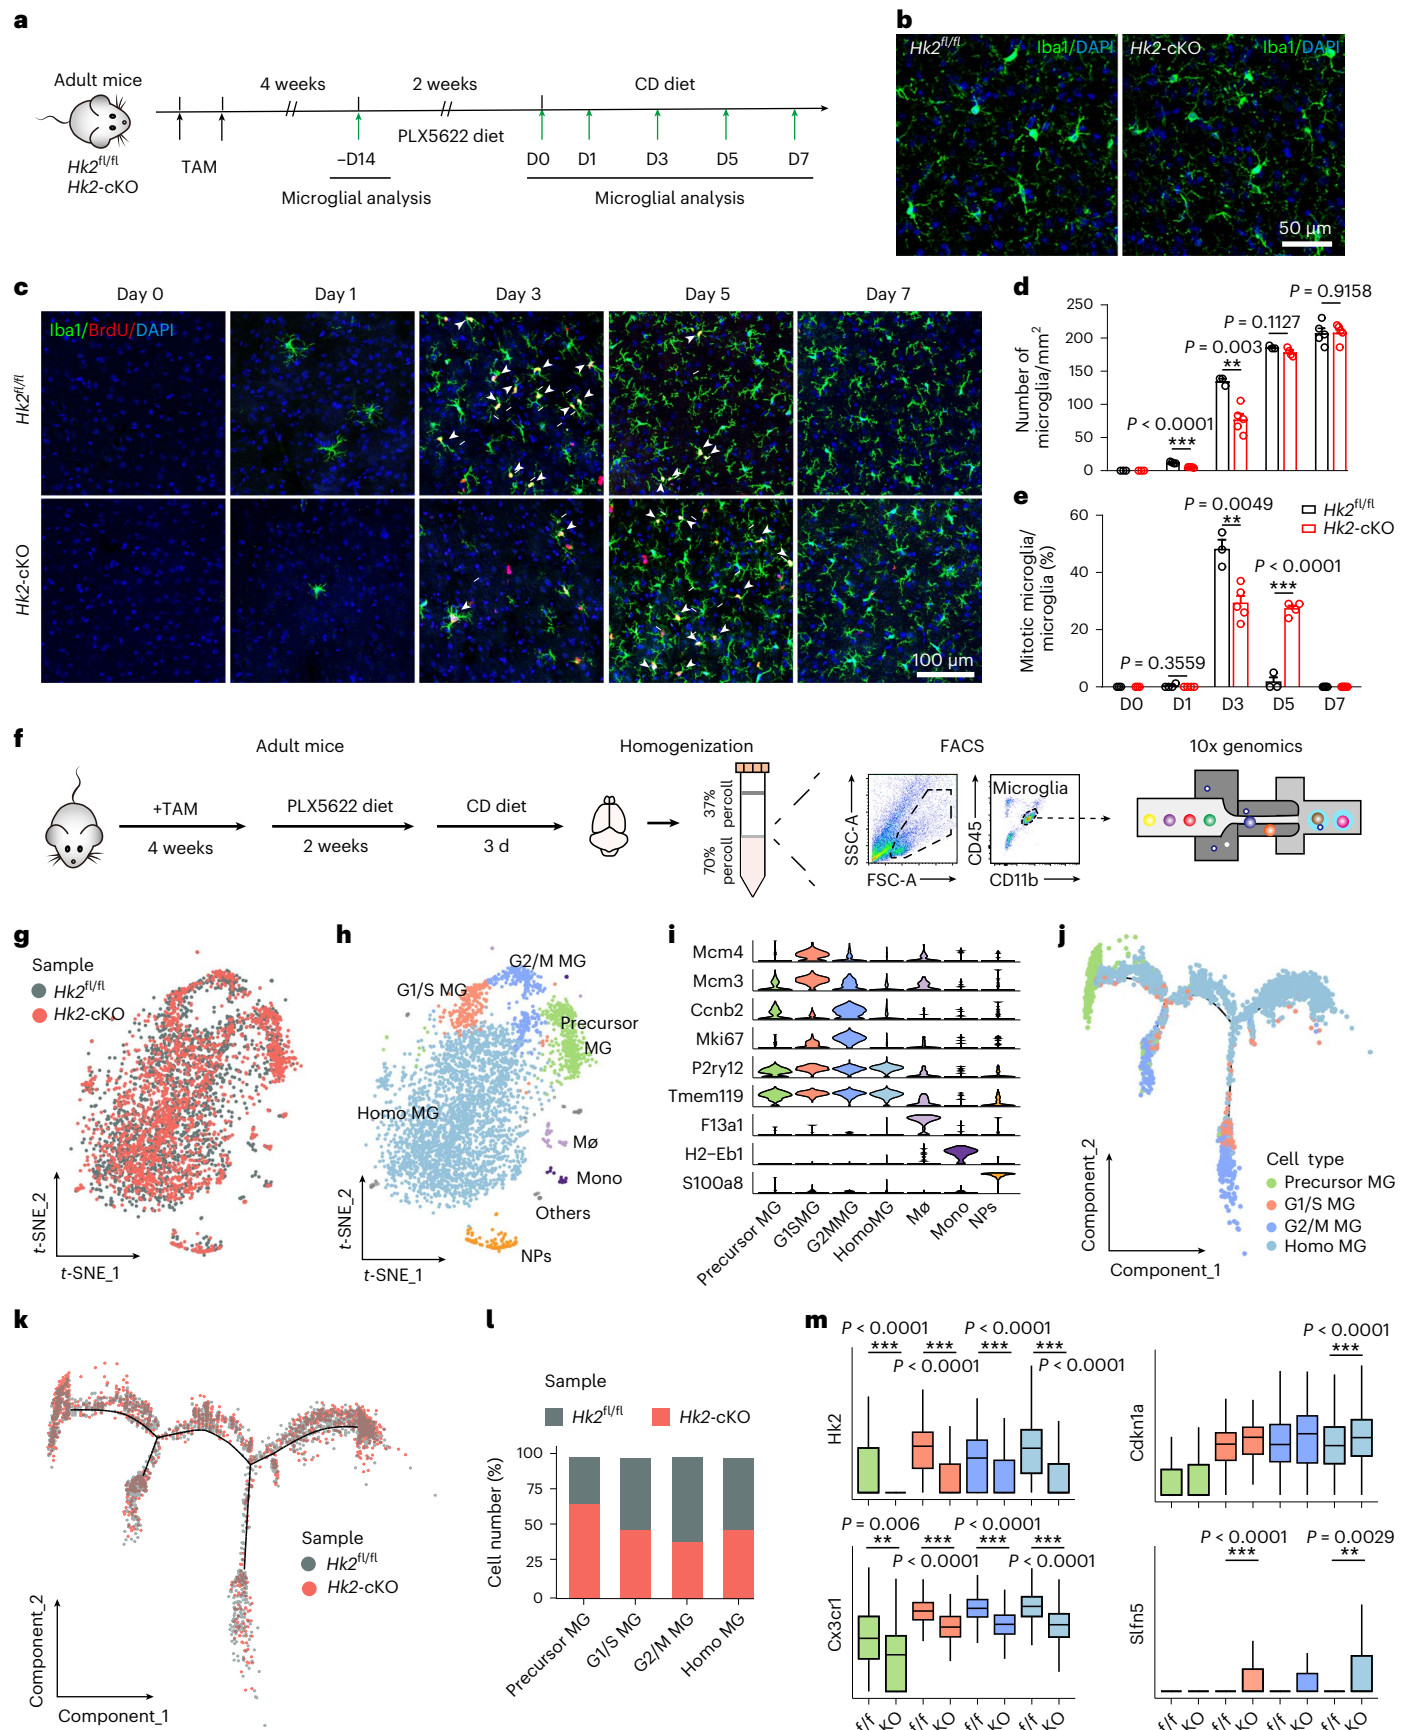 a
Adult mice
Hk2fl/fl
Hk2-cKO
4 weeks
2 weeks
CD diet
TAM
PLX5622 diet
–D14
D0
D1
D3
D5
D7
Microglial analysis
Microglial analysis
b
Hk2fl/fl
Iba1/DAPI
Hk2-cKO
Iba1/DAPI
50 µm
c
Day 0
Day 1
Day 3
Day 5
Day 7
Iba1/BrdU/DAPI
Hk2fl/fl
Hk2-cKO
100 µm
d
Number of
microglia/mm2
250
200
150
100
50
0
P < 0.0001
***
P = 0.003
**
P = 0.1127
P = 0.9158
e
Mitotic microglia/
microglia (%)
60
40
20
0
P = 0.3559
P = 0.0049
**
P < 0.0001
***
Hk2fl/fl
Hk2-cKO
D0
D1
D3
D5
D7
f
Adult mice
Homogenization
FACS
10x genomics
+TAM
4 weeks
PLX5622 diet
2 weeks
CD diet
3 d
37%
percoll
70%
percoll
SSC-A
FSC-A
CD45
CD11b
Microglia
g
Sample
Hk2fl/fl
Hk2-cKO
t-SNE_2
t-SNE_1
h
G2/M MG
G1/S MG
Precursor
MG
Homo MG
Mø
Mono
Others
NPs
t-SNE_2
t-SNE_1
i
Mcm4
Mcm3
Ccnb2
Mki67
P2ry12
Tmem119
F13a1
H2–Eb1
S100a8
Precursor MG
G1SMG
G2MMG
HomoMG
Mø
Mono
NPs
j
Cell type
Precursor MG
G1/S MG
G2/M MG
Homo MG
Component_2
Component_1
k
Sample
Hk2fl/fl
Hk2-cKO
Component_2
Component_1
l
Sample
Hk2fl/fl
Hk2-cKO
Cell number (%)
100
75
50
25
0
Precursor MG
G1/S MG
G2/M MG
Homo MG
m
P < 0.0001
P < 0.0001
***
***
***
***
P < 0.0001
P < 0.0001
Hk2
P < 0.0001
***
Cdkn1a
P = 0.006
P < 0.0001
**
***
***
***
P < 0.0001
P < 0.0001
Cx3cr1
f/f
KO
f/f
KO
f/f
KO
f/f
KO
P < 0.0001
P = 0.0029
***
**
Slfn5
f/f
KO
f/f
KO
f/f
KO
f/f
KO